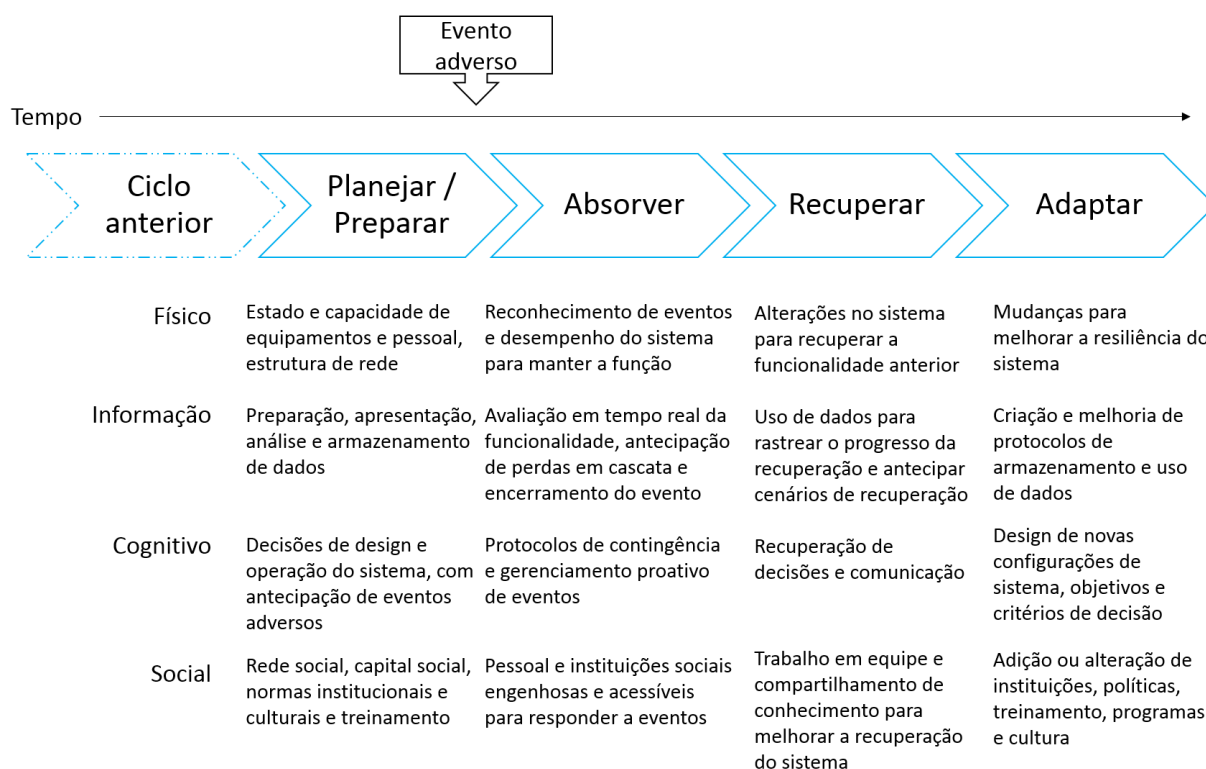 Evento
adverso
Tempo
Ciclo
anterior
Planejar /
Preparar
Absorver
Recuperar
Adaptar
Físico
Estado e capacidade de
equipamentos e pessoal,
estrutura de rede
Reconhecimento de eventos
e desempenho do sistema
para manter a função
Alterações no sistema
para recuperar a
funcionalidade anterior
Mudanças para
melhorar a resiliência do
sistema
Informação
Preparação, apresentação,
análise e armazenamento
de dados
Avaliação em tempo real da
funcionalidade, antecipação
de perdas em cascata e
encerramento do evento
Uso de dados para
rastrear o progresso da
recuperação e antecipar
cenários de recuperação
Criação e melhoria de
protocolos de
armazenamento e uso
de dados
Cognitivo
Decisões de design e
operação do sistema, com
antecipação de eventos
adversos
Protocolos de contingência
e gerenciamento proativo
de eventos
Recuperação de
decisões e comunicação
Design de novas
configurações de
sistema, objetivos e
critérios de decisão
Social
Rede social, capital social,
normas institucionais e
culturais e treinamento
Pessoal e instituições sociais
engenhosas e acessíveis
para responder a eventos
Trabalho em equipe e
compartilhamento de
conhecimento para
melhorar a recuperação
do sistema
Adição ou alteração de
instituições, políticas,
treinamento, programas
e cultura